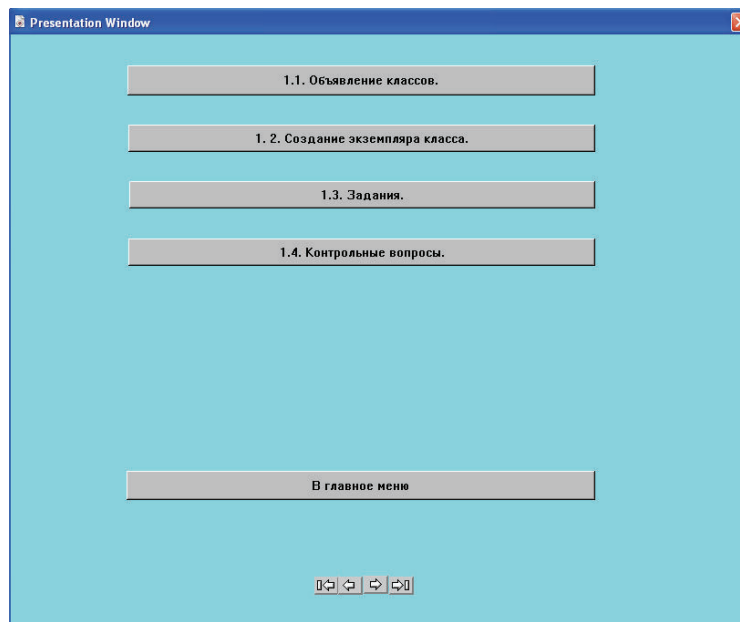 Presentation Window
1.1. Объявление классов.
1. 2. Создание экземпляра класса.
1.3. Задания.
1.4. Контрольные вопросы.
В главное меню